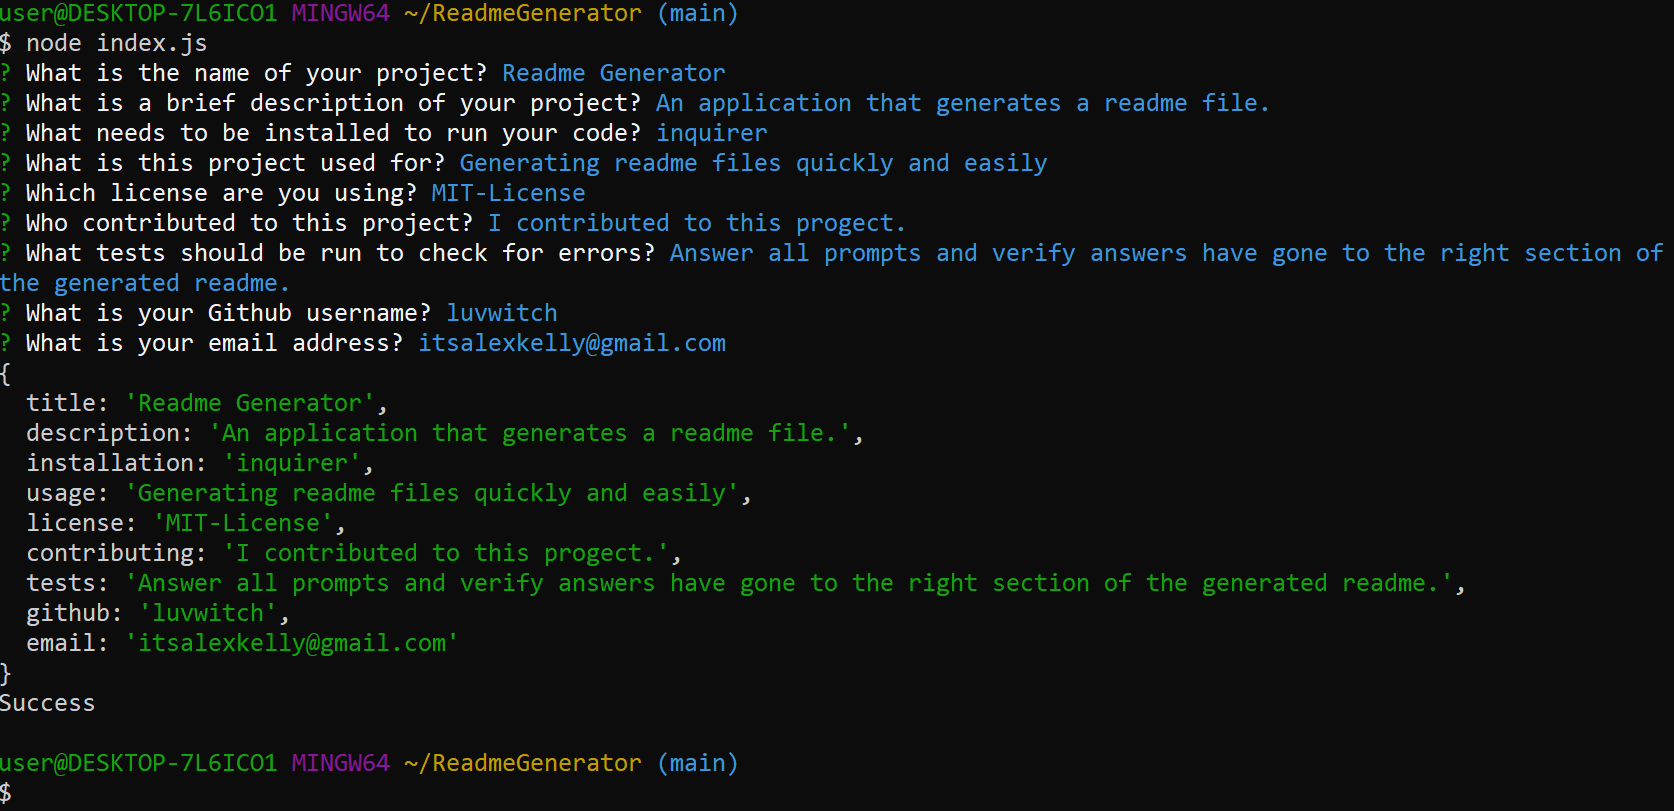 user@DESKTOP-7L6ICO1 MINGW64 ~/ReadmeGenerator (main)
$ node index.js
? What is the name of your project? Readme Generator
? What is a brief description of your project? An application that generates a readme file.
? What needs to be installed to run your code? inquirer
? What is this project used for? Generating readme files quickly and easily
? Which license are you using? MIT-License
? Who contributed to this project? I contributed to this progect.
? What tests should be run to check for errors? Answer all prompts and verify answers have gone to the right section of
the generated readme.
? What is your Github username? luvwitch
? What is your email address? itsalexkelly@gmail.com
{
  title: 'Readme Generator',
  description: 'An application that generates a readme file.',
  installation: 'inquirer',
  usage: 'Generating readme files quickly and easily',
  license: 'MIT-License',
  contributing: 'I contributed to this progect.',
  tests: 'Answer all prompts and verify answers have gone to the right section of the generated readme.',
  github: 'luvwitch',
  email: 'itsalexkelly@gmail.com'
}
Success
user@DESKTOP-7L6ICO1 MINGW64 ~/ReadmeGenerator (main)
$